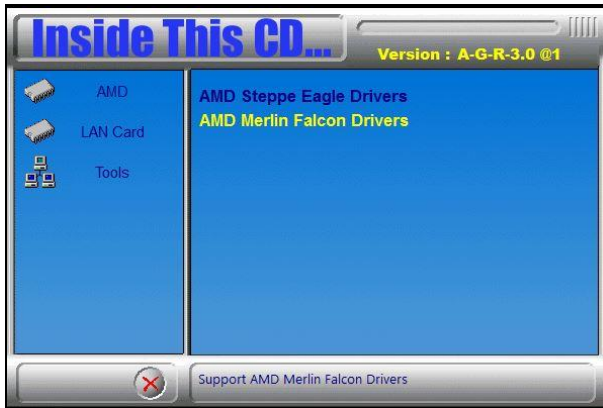 Inside This CD...
Version : A-G-R-3.0 @1
AMD
LAN Card
Tools
AMD Steppe Eagle Drivers
AMD Merlin Falcon Drivers
Support AMD Merlin Falcon Drivers